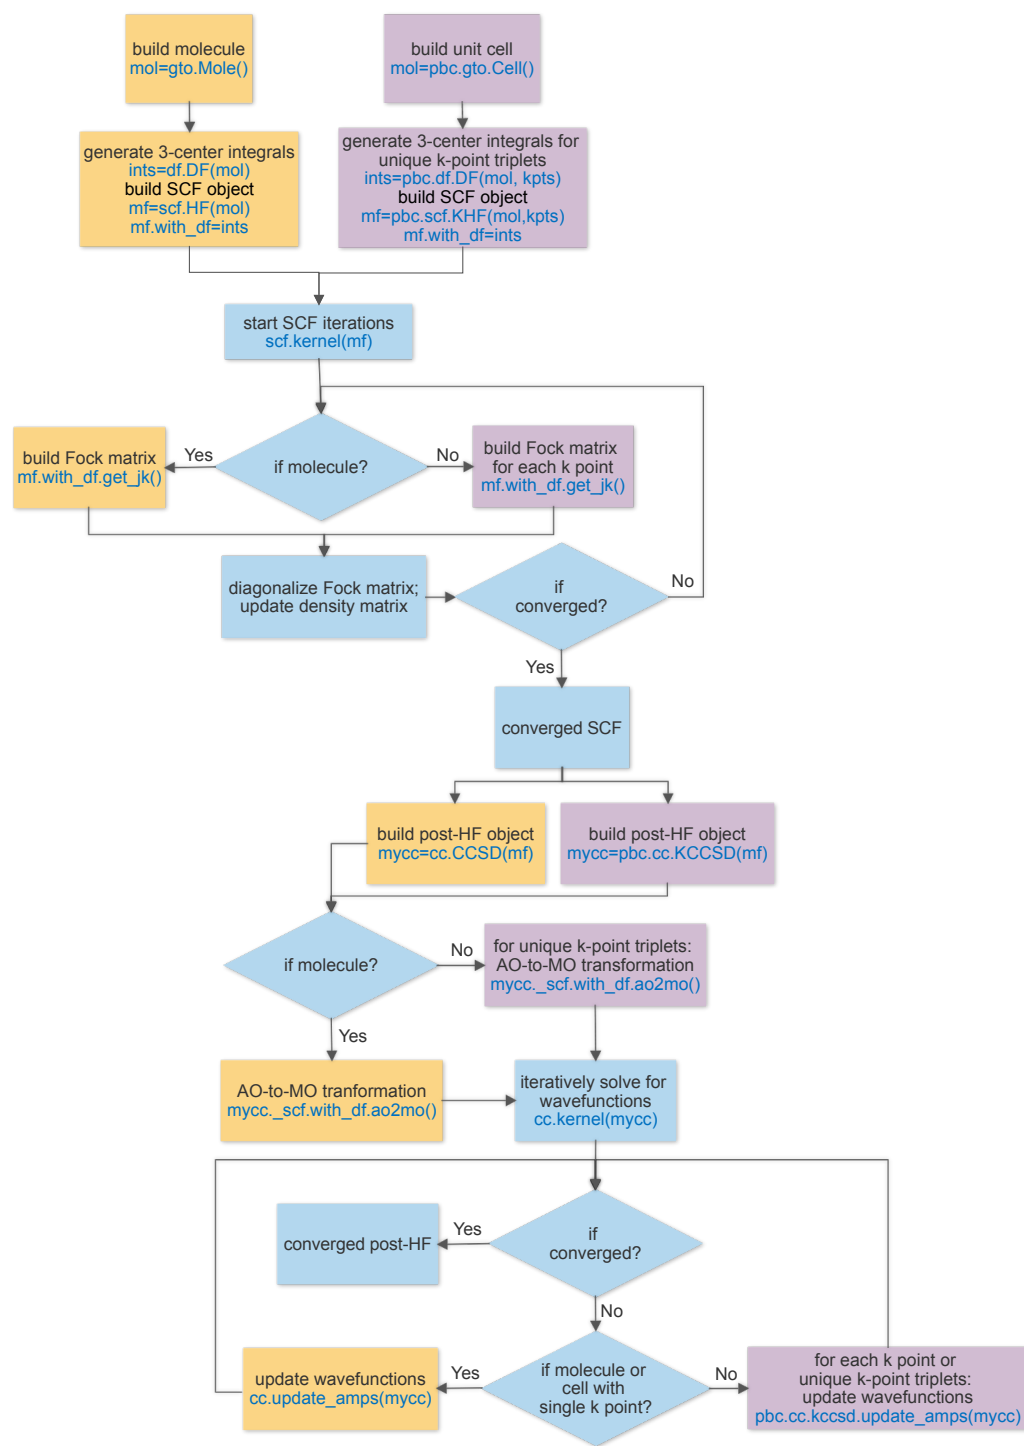 build molecule
mol=gto.Mole()
build unit cell
mol=pbc.gto.Cell()
generate 3-center integrals
ints=df.DF(mol)
build SCF object
mf=scf.HF(mol)
mf.with_df=ints
generate 3-center integrals for
unique k-point triplets
ints=pbc.df.DF(mol, kpts)
build SCF object
mf=pbc.scf.KHF(mol,kpts)
mf.with_df=ints
start SCF iterations
scf.kernel(mf)
build Fock matrix
mf.with_df.get_jk()
Yes
if molecule?
No
build Fock matrix
for each k point
mf.with_df.get_jk()
diagonalize Fock matrix;
update density matrix
if
converged?
No
Yes
converged SCF
build post-HF object
mycc=cc.CCSD(mf)
build post-HF object
mycc=pbc.cc.KCCSD(mf)
if molecule?
No
for unique k-point triplets:
AO-to-MO transformation
mycc._scf.with_df.ao2mo()
Yes
AO-to-MO tranformation
mycc._scf.with_df.ao2mo()
iteratively solve for
wavefunctions
cc.kernel(mycc)
converged post-HF
Yes
if
converged?
No
update wavefunctions
cc.update_amps(mycc)
Yes
if molecule or
cell with
single k point?
No
for each k point or
unique k-point triplets:
update wavefunctions
pbc.cc.kccsd.update_amps(mycc)